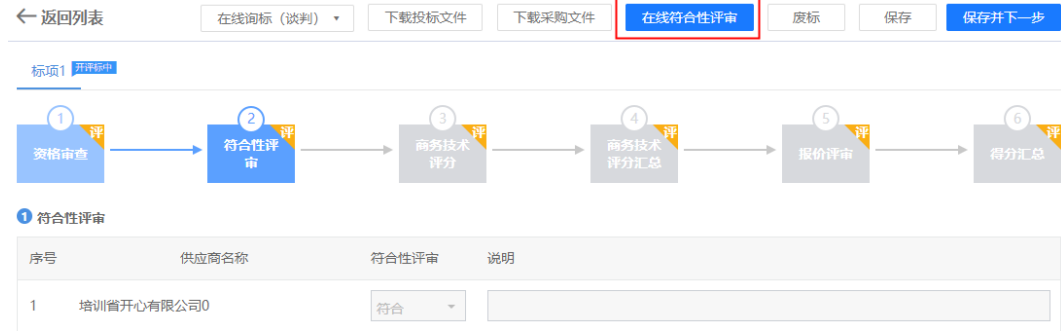 返回列表 在线询标（谈判） 下载投标文件 下载采购文件 在线符合性评审 废标 保存 保存并下一步
标项1 开评标中
1 2 3 4 5 6
评 评 评 评 评 评
资格审查 符合性评审 商务技术评分 商务技术评分汇总 报价评审 得分汇总
1 符合性评审
序号 供应商名称 符合性评审 说明
1 培训省开心有限公司0 符合